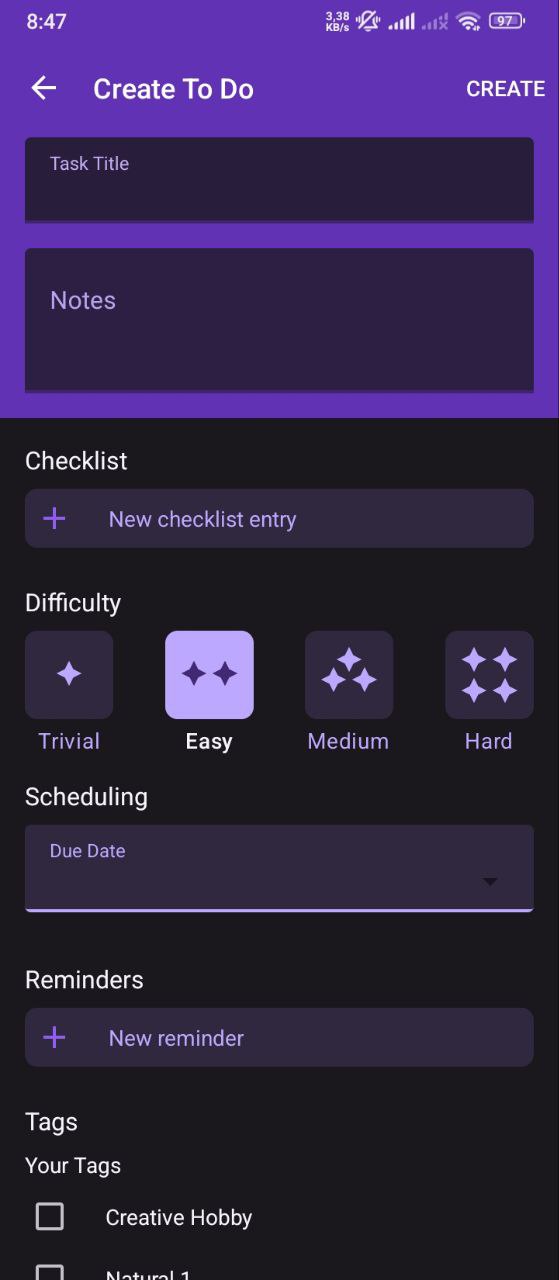 8:47
3,38
KB/s
97
Create To Do
CREATE
Task Title
Notes
Checklist
New checklist entry
Difficulty
Trivial
Easy
Medium
Hard
Scheduling
Due Date
Reminders
New reminder
Tags
Your Tags
Creative Hobby
Natural 1